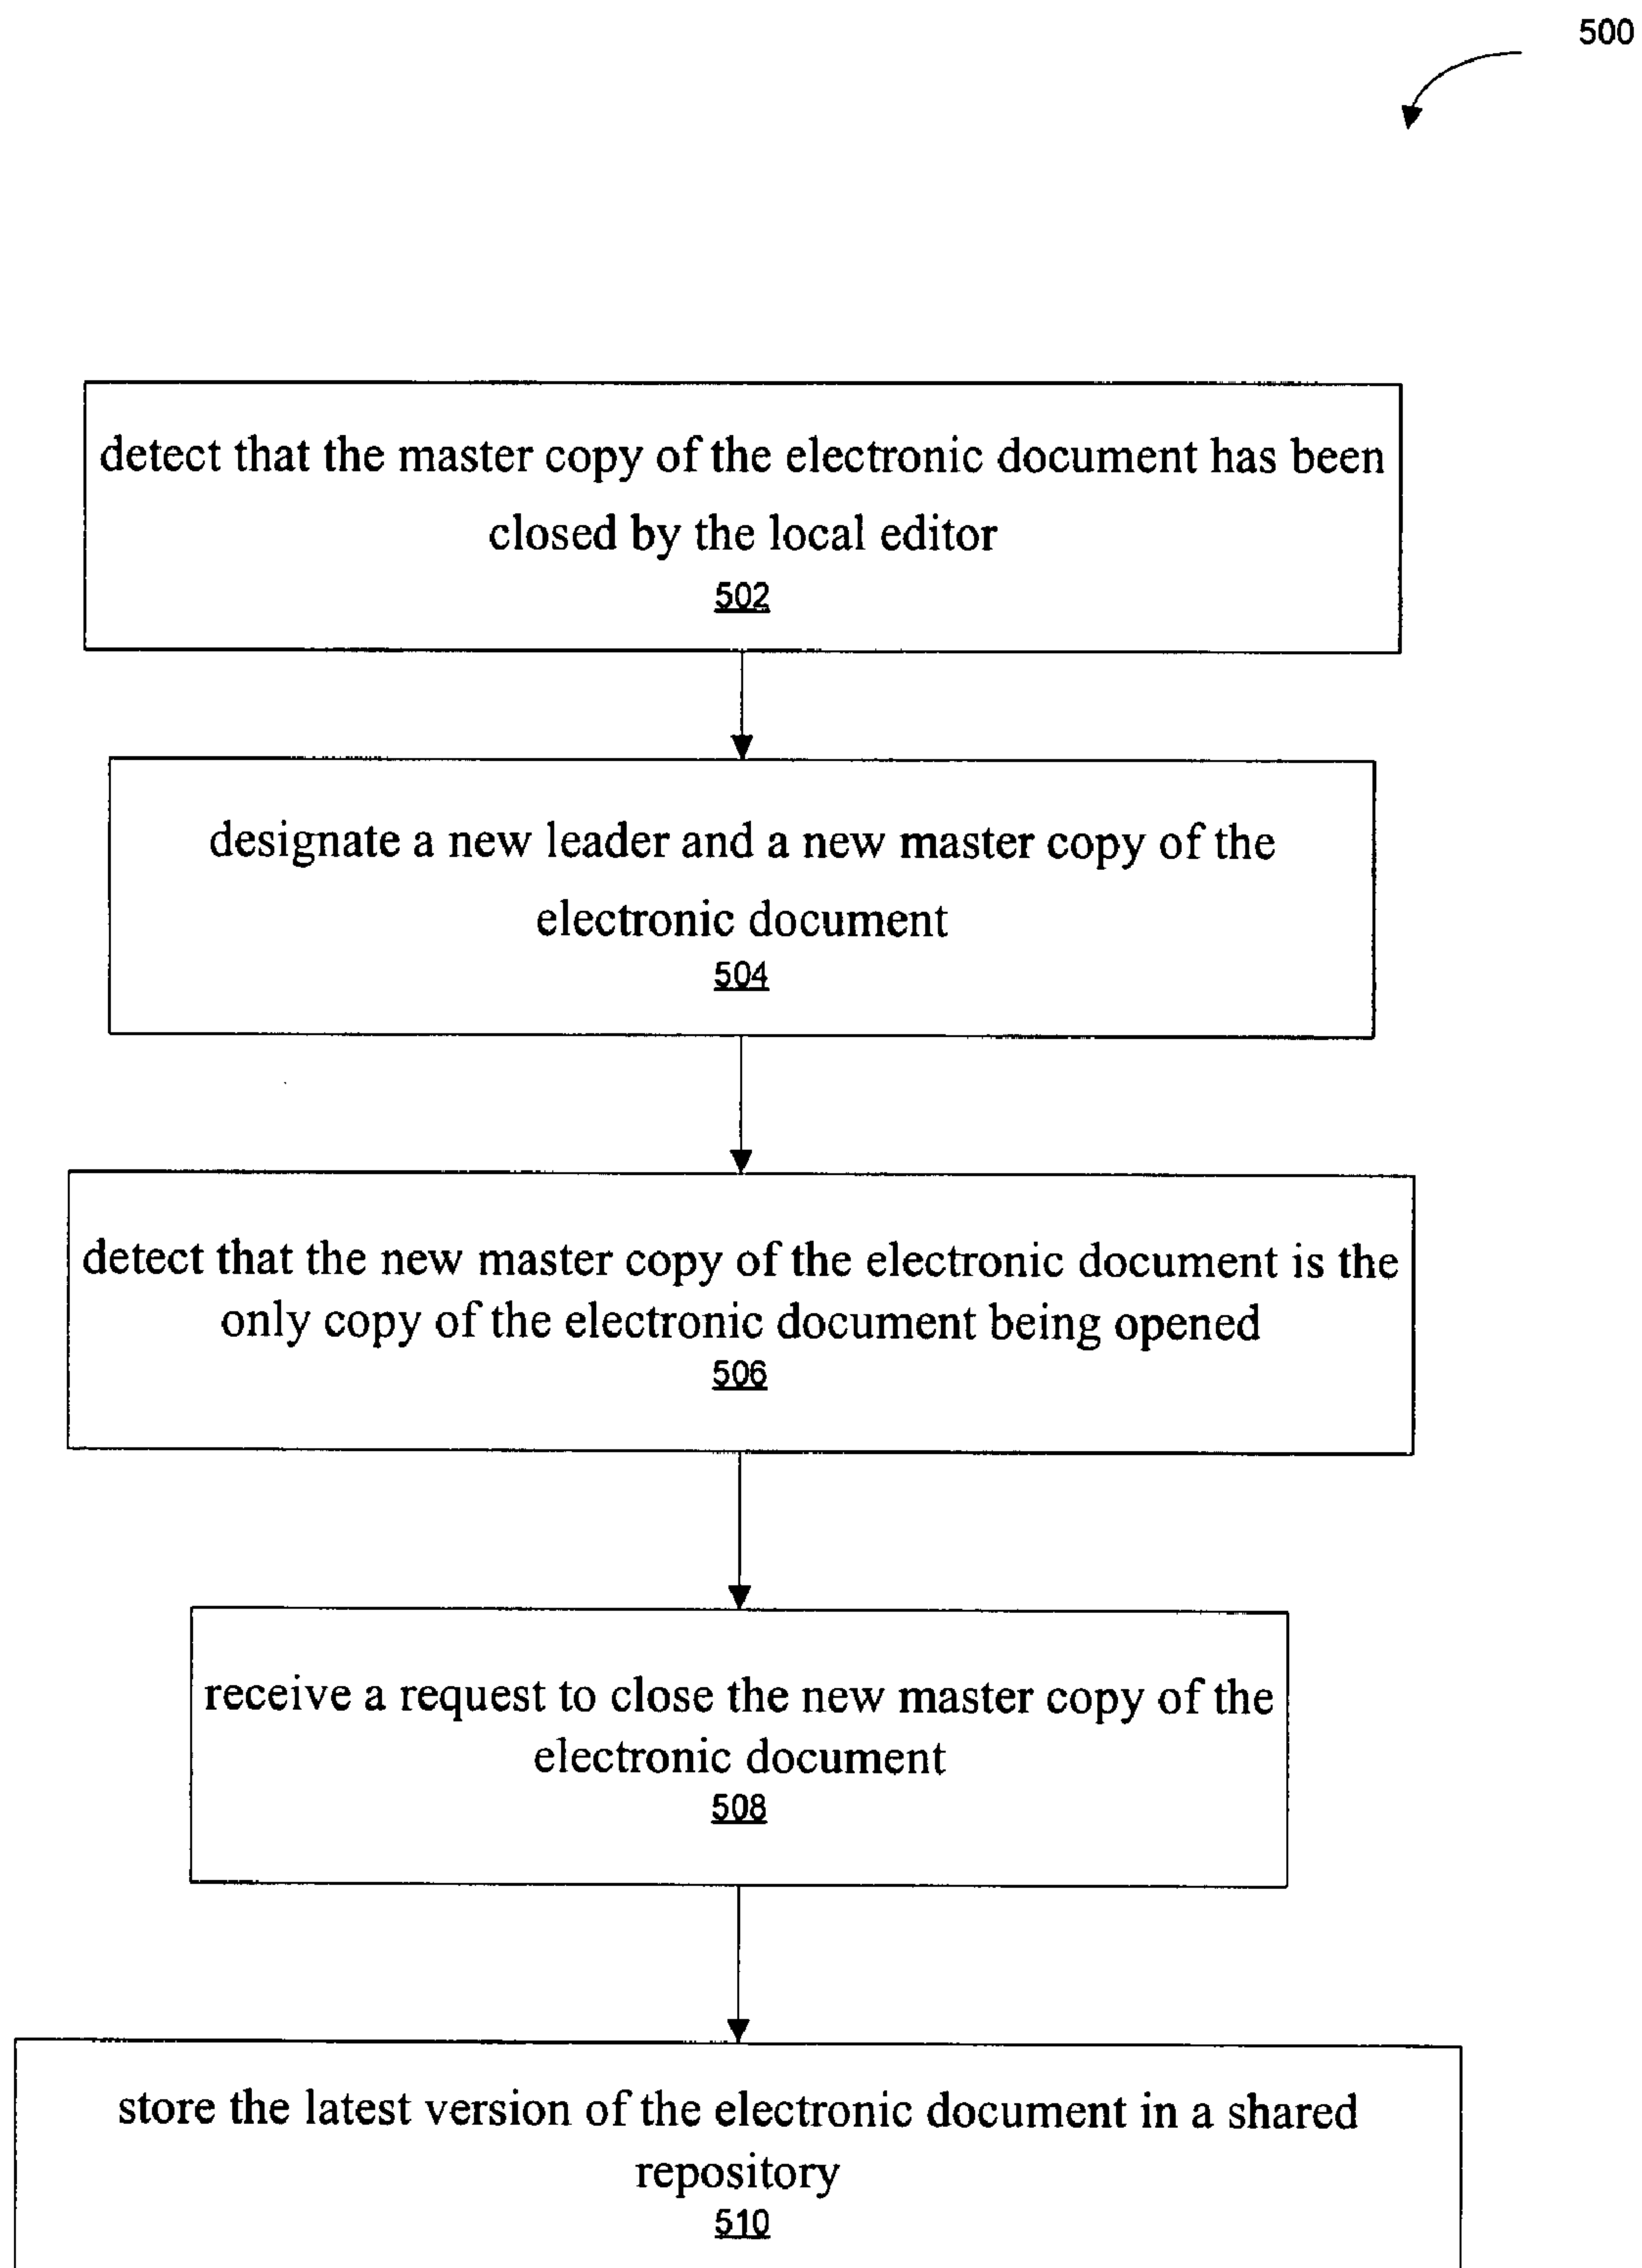 500
detect that the master copy of the electronic document has been
closed by the local editor
502
designate a new leader and a new master copy of the
electronic document
504
detect that the new master copy of the electronic document is the
only copy of the electronic document being opened
506
receive a request to close the new master copy of the
electronic document
508
store the latest version of the electronic document in a shared
repository
510